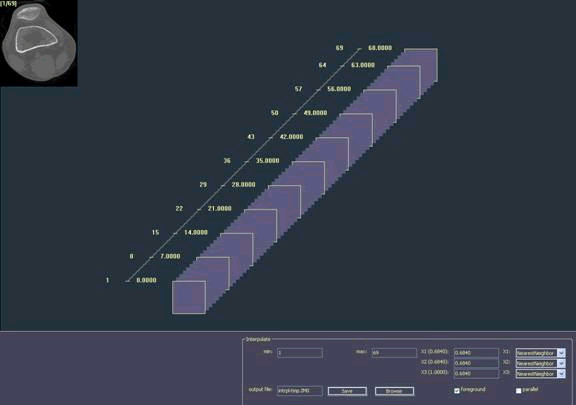 [1/69]
69 68.0000
64 63.0000
57 56.0000
50 49.0000
43 42.0000
36 35.0000
29 28.0000
22 21.0000
15 14.0000
8 7.0000
1 0.0000
Interpolate
min: 1 max: 69 X1 (0.6840): 0.6840 X1: NearestNeighbor
X2 (0.6840): 0.6840 X2: NearestNeighbor
X3 (1.0000): 0.6840 X3: NearestNeighbor
output file: Save Browse foreground parallel